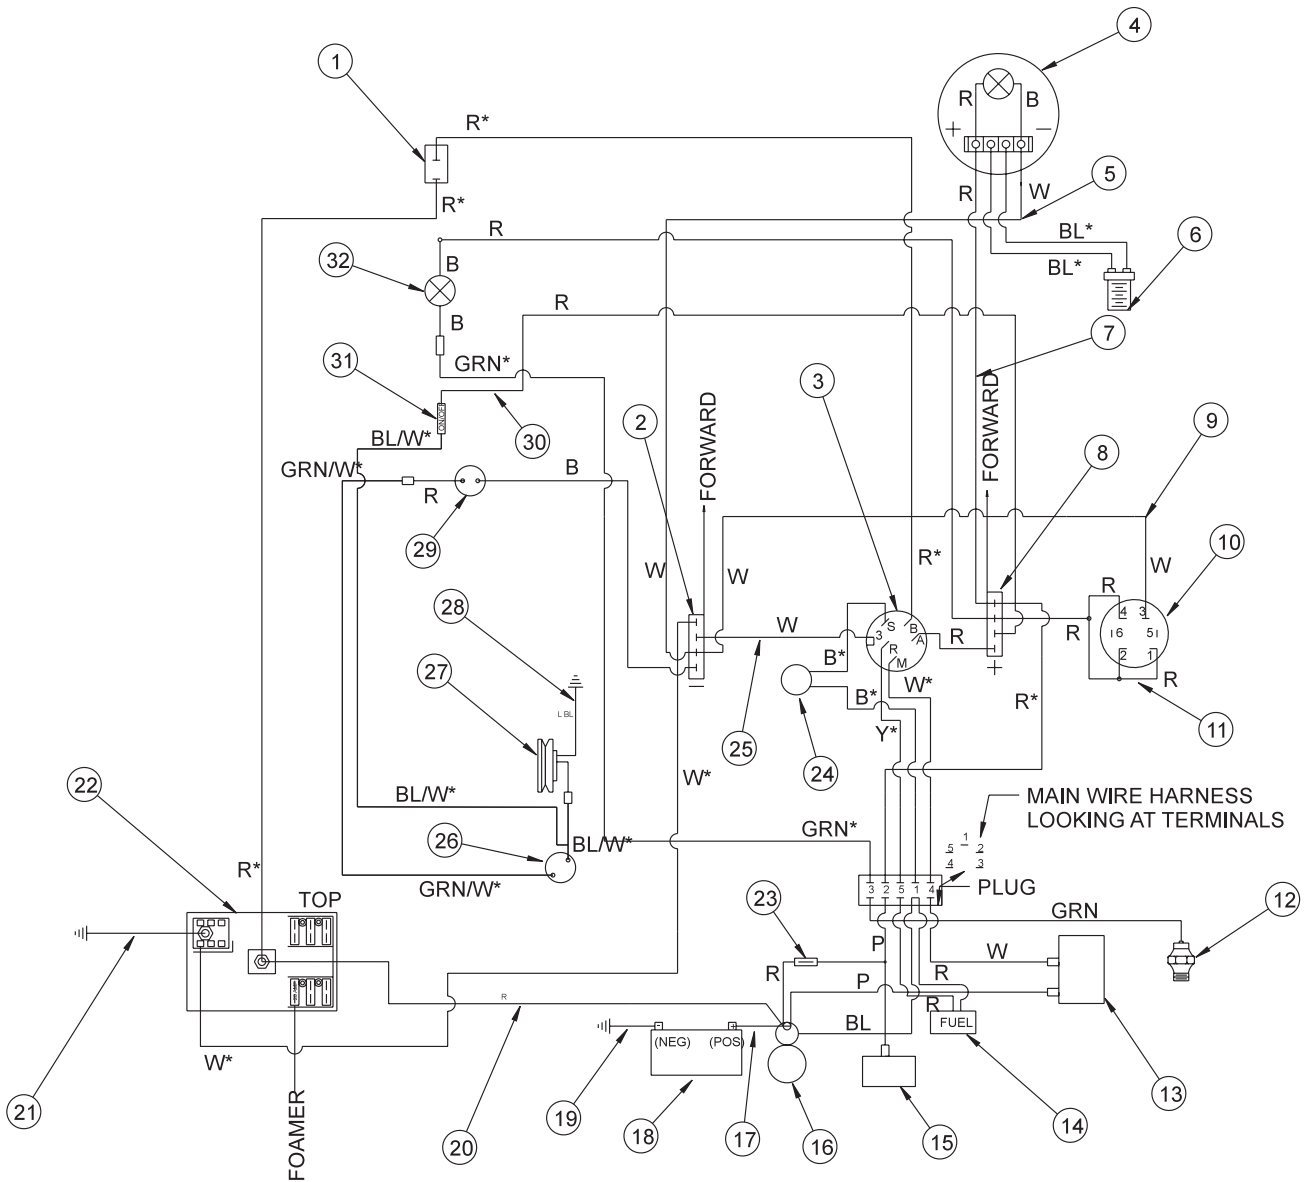 4
1
R*
R
B
+
−
R
W
5
R*
R
BL*
6
32
B
BL*
B
R
7
31
GRN*
3
FORWARD
ON/OFF
2
FORWARD
9
BL/W*
30
8
GRN/W*
B
R
29
R*
10
W
W
W
28
R
4 3
S
B
W
3
A
R
R
6 5
R
M
2 1
27
B*
+
R
−
W*
L BL
24
B*
R*
11
25
Y*
W*
22
BL/W*
MAIN WIRE HARNESS
LOOKING AT TERMINALS
GRN*
1
5 2
26
BL/W*
4 3
R*
GRN/W*
3 2 5 1 4
PLUG
TOP
23
GRN
12
P
W
R
R
P
21
R
R
BL
FUEL
(NEG) (POS)
W*
13
FOAMER
20
19
18
17
16
15
14